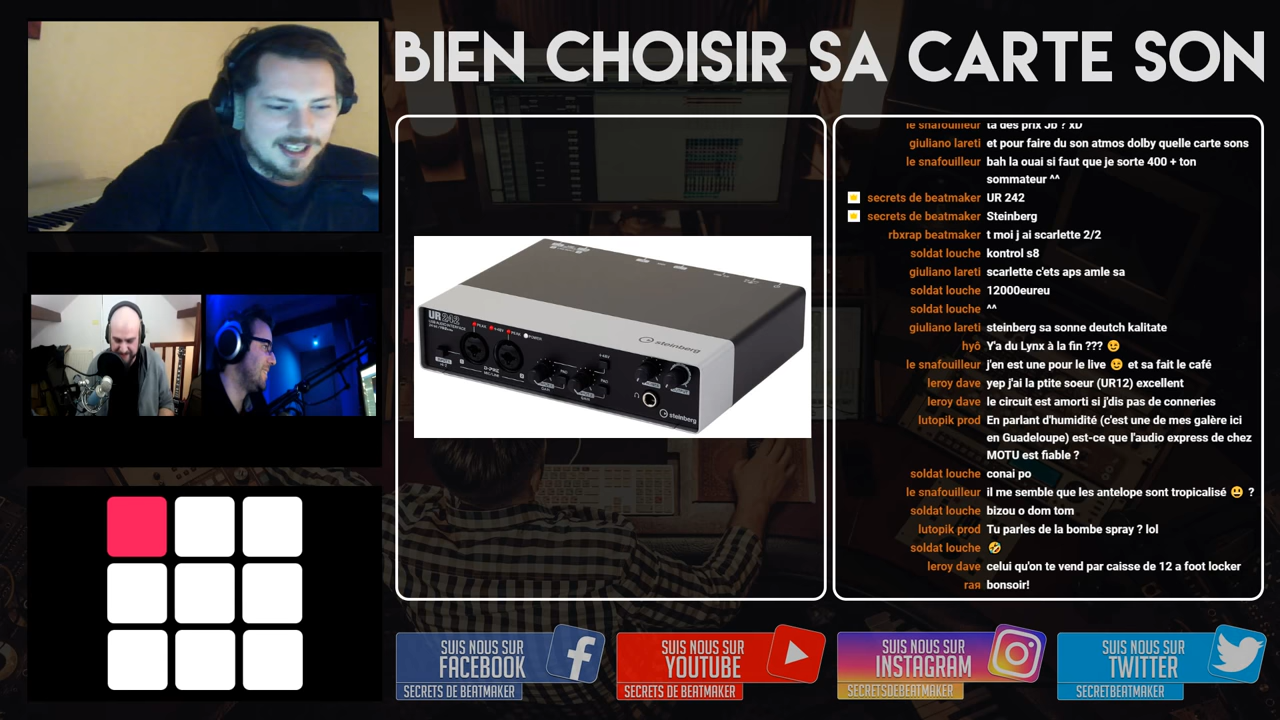 BIEN CHOISIR SA CARTE SON
UR242
steinberg
steinberg
le snafouilleur ta des prix Jb ? xD
giuliano lareti et pour faire du son atmos dolby quelle carte sons
le snafouilleur bah la ouai si faut que je sorte 400 + ton
sommateur ^^
secrets de beatmaker UR 242
secrets de beatmaker Steinberg
rbxrap beatmaker t moi j ai scarlette 2/2
soldat louche kontrol s8
giuliano lareti scarlette c'ets aps amle sa
soldat louche 12000eureu
soldat louche ^^
giuliano lareti steinberg sa sonne deutch kalitate
hyō Y'a du Lynx à la fin ??? 😉
le snafouilleur j'en est une pour le live 😉 et sa fait le café
leroy dave yep j'ai la ptite soeur (UR12) excellent
leroy dave le circuit est amorti si j'dis pas de conneries
lutopik prod En parlant d'humidité (c'est une de mes galère ici
en Guadeloupe) est-ce que l'audio express de chez
MOTU est fiable ?
soldat louche conai po
le snafouilleur il me semble que les antelope sont tropicalisé 😃 ?
soldat louche bizou o dom tom
lutopik prod Tu parles de la bombe spray ? lol
soldat louche 🤣
leroy dave celui qu'on te vend par caisse de 12 a foot locker
гая bonsoir!
SUIS NOUS SUR
FACEBOOK
SECRETS DE BEATMAKER
SUIS NOUS SUR
YOUTUBE
SECRETS DE BEATMAKER
SUIS NOUS SUR
INSTAGRAM
SECRETSDEBEATMAKER
SUIS NOUS SUR
TWITTER
SECRETBEATMAKER